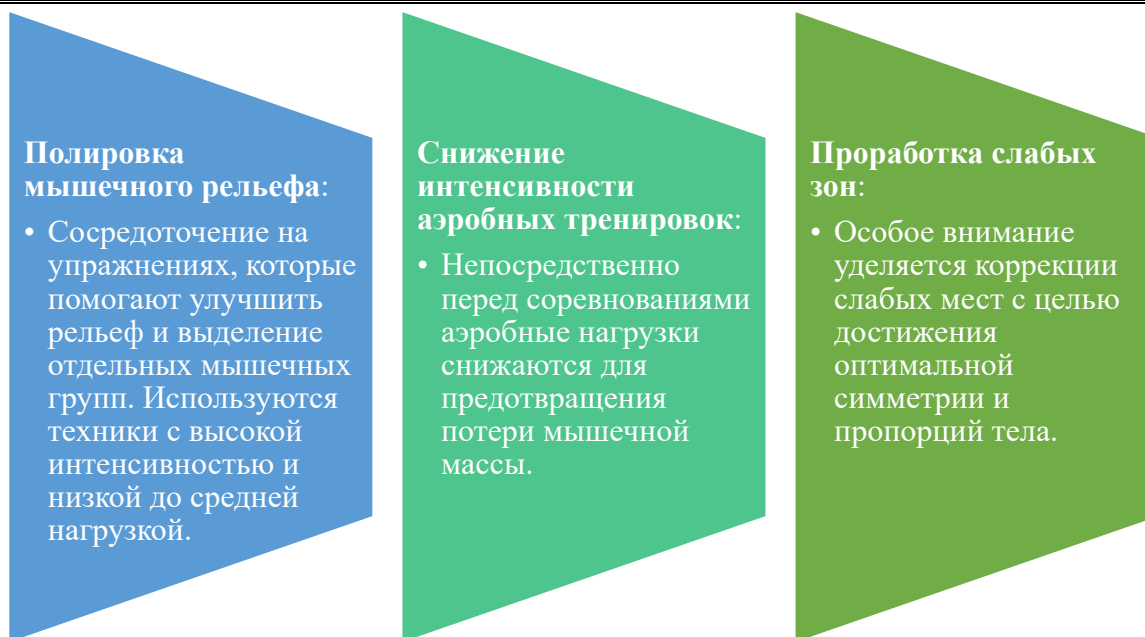 Полировка
мышечного рельефа:
• Сосредоточение на
упражнениях, которые
помогают улучшить
рельеф и выделение
отдельных мышечных
групп. Используются
техники с высокой
интенсивностью и
низкой до средней
нагрузкой.
Снижение
интенсивности
аэробных тренировок:
• Непосредственно
перед соревнованиями
аэробные нагрузки
снижаются для
предотвращения
потери мышечной
массы.
Проработка слабых
зон:
• Особое внимание
уделяется коррекции
слабых мест с целью
достижения
оптимальной
симметрии и
пропорций тела.